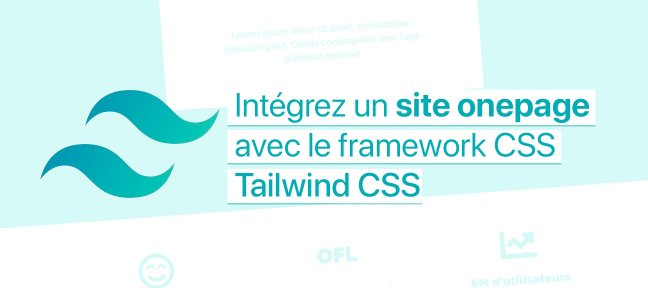 Lorem ipsum dolor sit amet, consectetur
adipisicing elit. Omnis consequatur quo, fuga
distinctio tenetur!
Intégrez un site onepage
avec le framework CSS
Tailwind CSS
OFL
8M d'utilisateurs